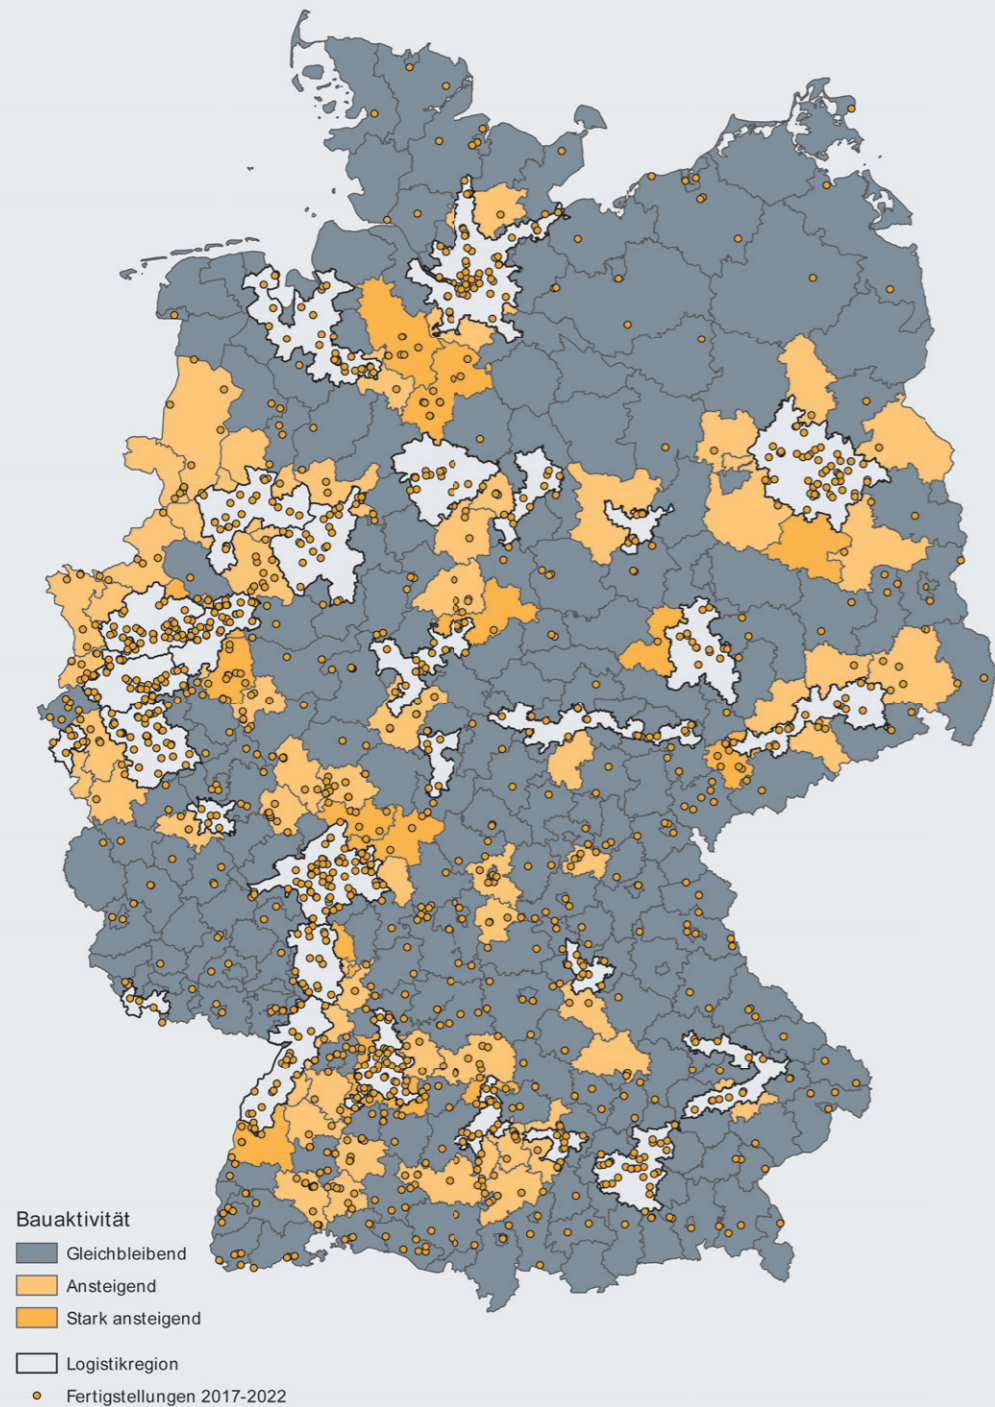 Bauaktivität
Gleichbleibend
Ansteigend
Stark ansteigend
Logistikregion
Fertigstellungen 2017-2022